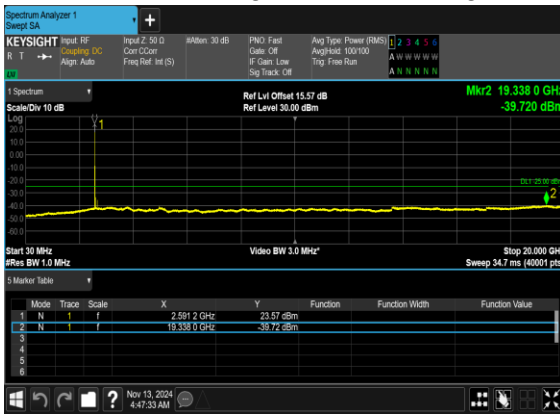 Spectrum Analyzer 1
Swept SA
KEYSIGHT Input: RF Input Z: 50 Ω #Atten: 30 dB PNO: Fast Avg Type: Power (RMS) 1 2 3 4 5 6
R T Coupling: DC Corr CCorr Gate: Off Avg|Hold: 100/100 A W W W W W
Align: Auto Freq Ref: Int (S) IF Gain: Low Trig: Free Run
Sig Track: Off A N N N N N
1 Spectrum Ref Lvl Offset 15.57 dB Mkr2 19.338 0 GHz
Scale/Div 10 dB Ref Level 30.00 dBm -39.720 dBm
Log
20.0
10.0
0.00
-10.0
-20.0
-30.0
-40.0
-50.0
-60.0
1
DL1 -25.00 dBm
2
Start 30 MHz Video BW 3.0 MHz* Stop 20.000 GH
#Res BW 1.0 MHz Sweep 34.7 ms (40001 pts
5 Marker Table
Mode Trace Scale X Y Function Function Width Function Value
1 N 1 f 2.591 2 GHz 23.57 dBm
2 N 1 f 19.338 0 GHz -39.72 dBm
3
4
5
6
? Nov 13, 2024
4:47:33 AM